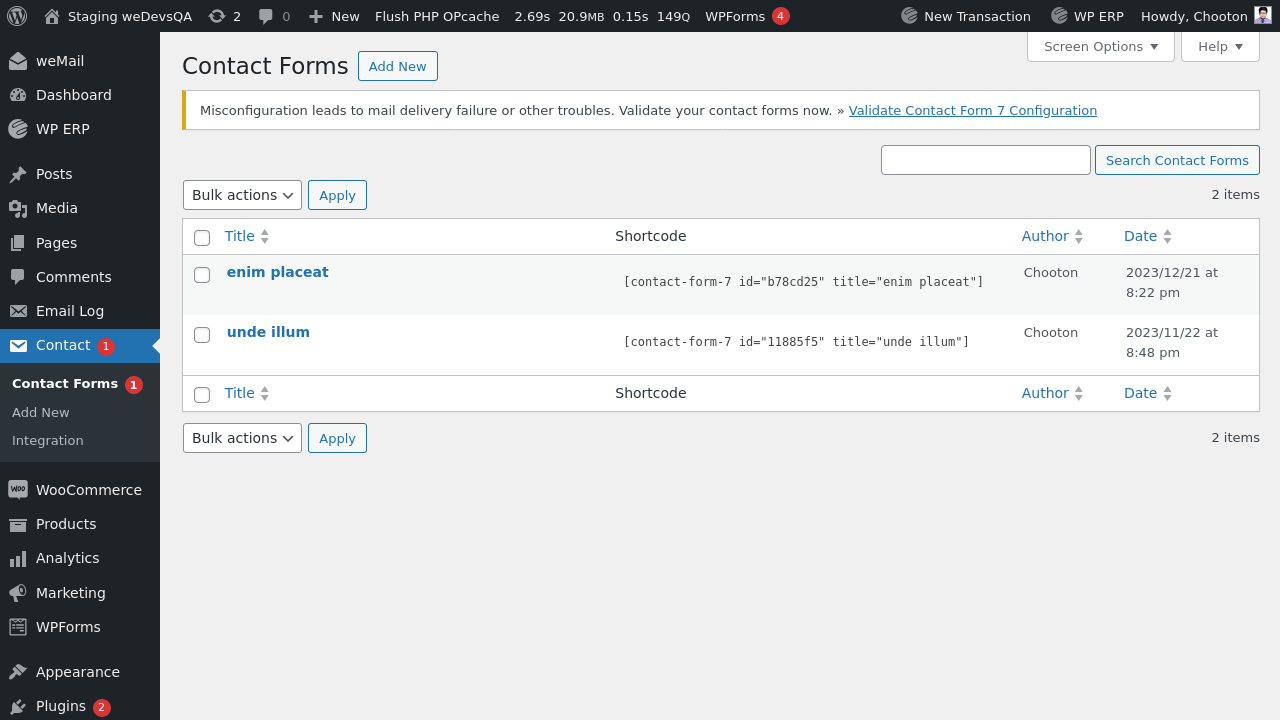 Staging weDevsQA 2 0 New Flush PHP OPcache 2.69s 20.9MB 0.15s 149Q WPForms 4 New Transaction WP ERP Howdy, Chooton
weMail
Dashboard
WP ERP
Posts
Media
Pages
Comments
Email Log
Contact 1
Contact Forms 1
Add New
Integration
WooCommerce
Products
Analytics
Marketing
WPForms
Appearance
Plugins 2
Screen Options Help
Contact Forms Add New
Misconfiguration leads to mail delivery failure or other troubles. Validate your contact forms now. » Validate Contact Form 7 Configuration
Search Contact Forms
Bulk actions Apply 2 items
Title Shortcode Author Date
enim placeat [contact-form-7 id="b78cd25" title="enim placeat"] Chooton 2023/12/21 at
8:22 pm
unde illum [contact-form-7 id="11885f5" title="unde illum"] Chooton 2023/11/22 at
8:48 pm
Title Shortcode Author Date
Bulk actions Apply 2 items